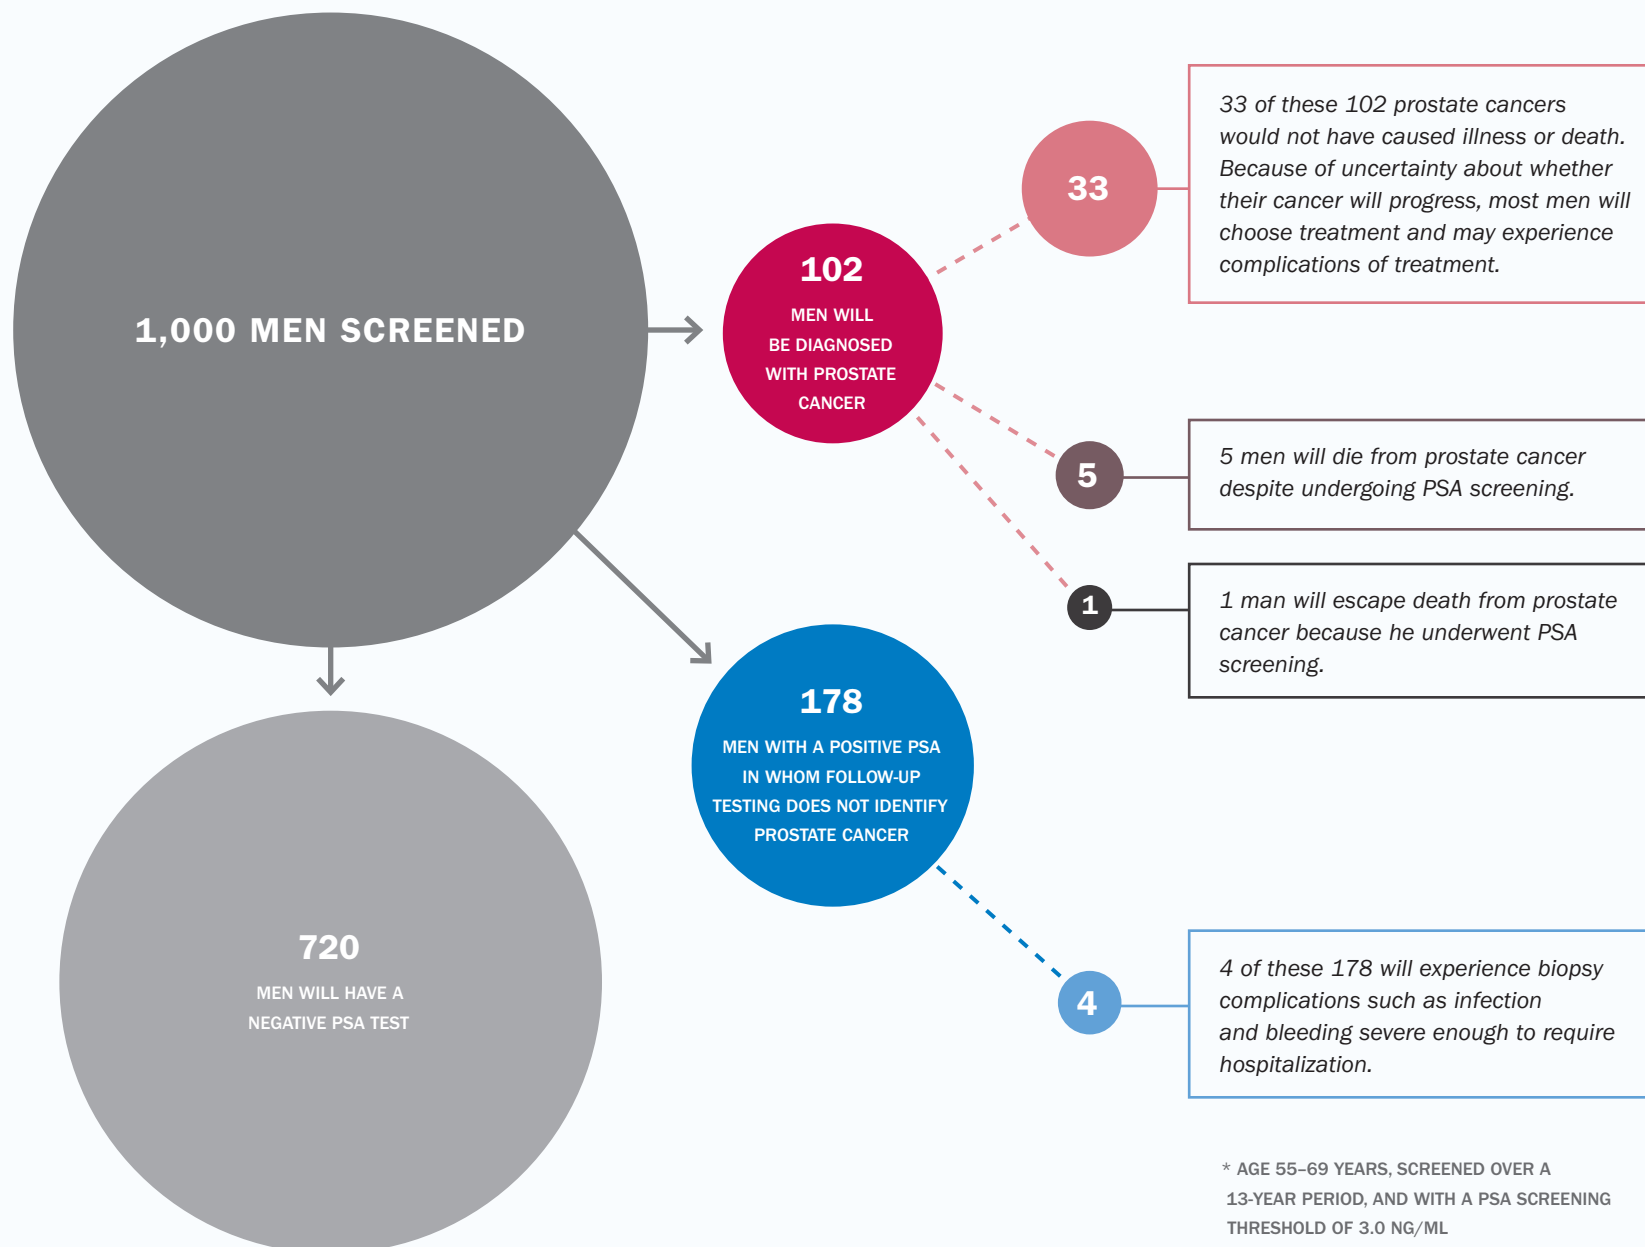 1,000 MEN SCREENED
102
MEN WILL
BE DIAGNOSED
WITH PROSTATE
CANCER
33
33 of these 102 prostate cancers
would not have caused illness or death.
Because of uncertainty about whether
their cancer will progress, most men will
choose treatment and may experience
complications of treatment.
5
5 men will die from prostate cancer
despite undergoing PSA screening.
1
1 man will escape death from prostate
cancer because he underwent PSA
screening.
178
MEN WITH A POSITIVE PSA
IN WHOM FOLLOW-UP
TESTING DOES NOT IDENTIFY
PROSTATE CANCER
4
4 of these 178 will experience biopsy
complications such as infection
and bleeding severe enough to require
hospitalization.
720
MEN WILL HAVE A
NEGATIVE PSA TEST
* AGE 55–69 YEARS, SCREENED OVER A
13-YEAR PERIOD, AND WITH A PSA SCREENING
THRESHOLD OF 3.0 NG/ML